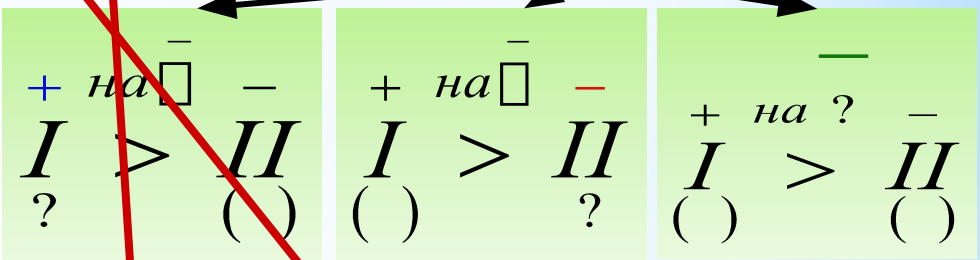 −
+ на □ −
I > II
? ( )
−
+ на □ −
I > II
( ) ?
—
+ на ? −
I > II
( ) ( )